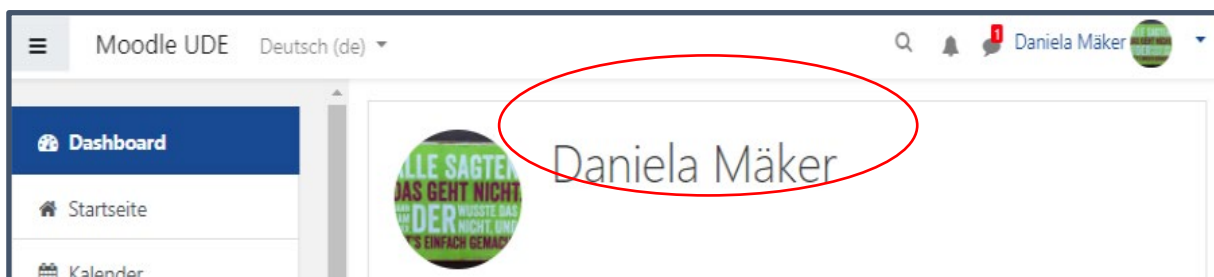 Moodle UDE Deutsch (de) 1 Daniela Mäker
Dashboard
Startseite
Kalender
Daniela Mäker
ALLE SAGTEN
DAS GEHT NICHT.
DER WUSSTE DAS
NICHT, UND
EINFACH GEMACHT